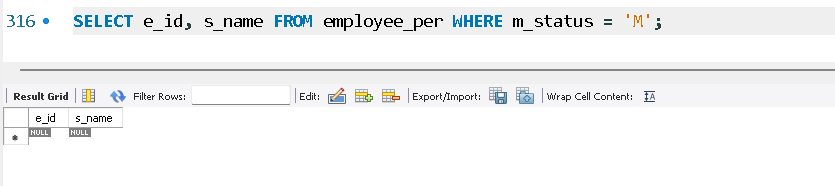 316 SELECT e_id, s_name FROM employee_per WHERE m_status = 'M';
Result Grid Filter Rows: Edit: Export/Import: Wrap Cell Content: IA
e_id s_name
NULL NULL